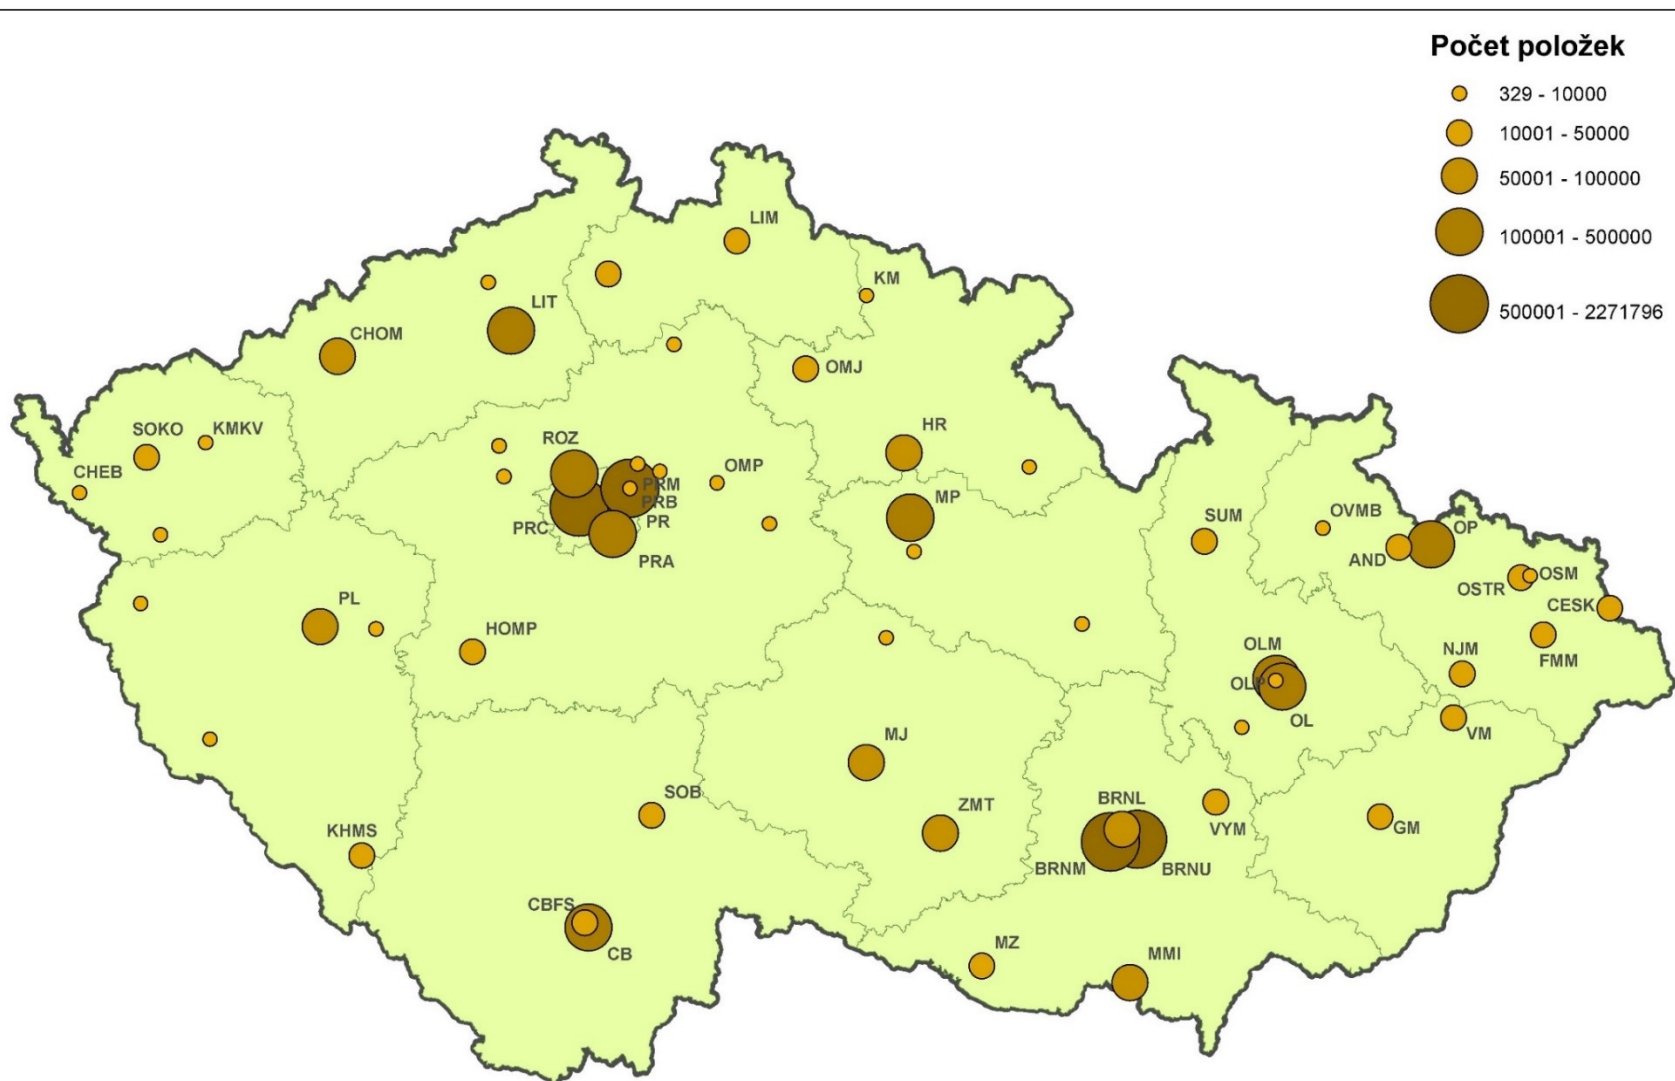 Počet položek
329 - 10000
10001 - 50000
50001 - 100000
100001 - 500000
500001 - 2271796
LIM
KM
LIT
CHOM
OMJ
SOKO
KMKV
ROZ
HR
CHEB
OMP
PRM
MP
PRB
PRC
PR
SUM
OVMB
OP
PRA
AND
OSM
OSTR
CESK
PL
HOMP
OLM
NJM
FMM
OLP
OL
VM
MJ
SOB
ZMT
BRNL
VYM
GM
KHMS
BRNM
BRNU
CBFS
CB
MZ
MMI